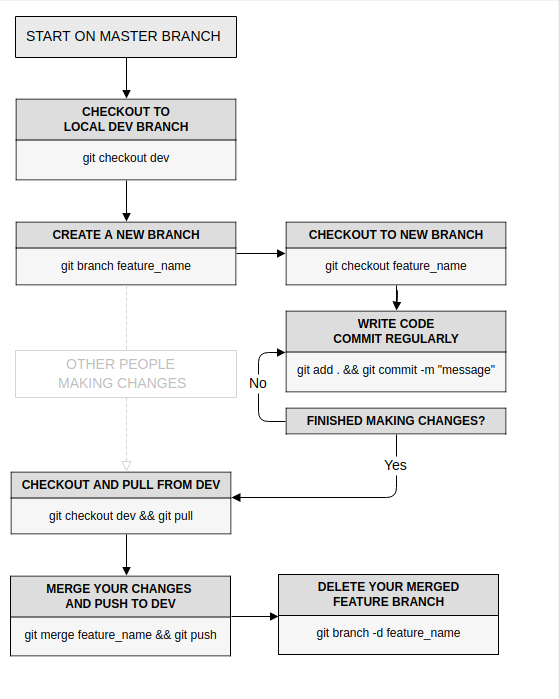 START ON MASTER BRANCH
CHECKOUT TO
LOCAL DEV BRANCH
git checkout dev
CREATE A NEW BRANCH
git branch feature_name
CHECKOUT TO NEW BRANCH
git checkout feature_name
WRITE CODE
COMMIT REGULARLY
git add . && git commit -m "message"
OTHER PEOPLE
MAKING CHANGES
No
FINISHED MAKING CHANGES?
Yes
CHECKOUT AND PULL FROM DEV
git checkout dev && git pull
MERGE YOUR CHANGES
AND PUSH TO DEV
git merge feature_name && git push
DELETE YOUR MERGED
FEATURE BRANCH
git branch -d feature_name